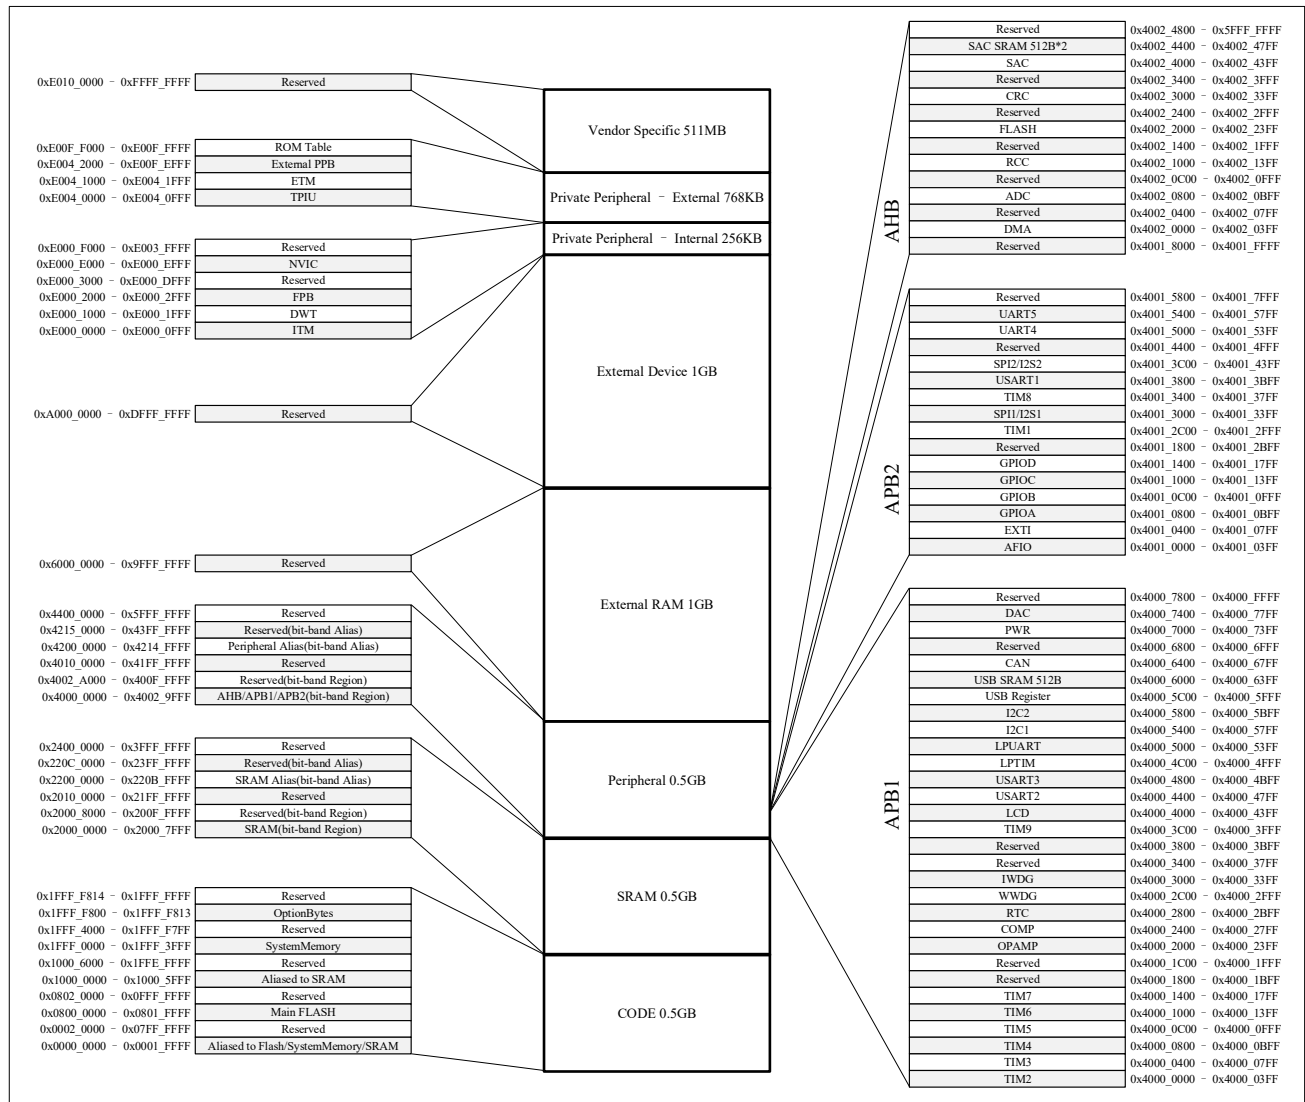 0xE010_0000 - 0xFFFF_FFFF Reserved
0xE00F_F000 - 0xE00F_FFFF ROM Table
0xE004_2000 - 0xE00F_EFFF External PPB
0xE004_1000 - 0xE004_1FFF ETM
0xE004_0000 - 0xE004_0FFF TPIU
0xE000_F000 - 0xE003_FFFF Reserved
0xE000_E000 - 0xE000_EFFF NVIC
0xE000_3000 - 0xE000_DFFF Reserved
0xE000_2000 - 0xE000_2FFF FPB
0xE000_1000 - 0xE000_1FFF DWT
0xE000_0000 - 0xE000_0FFF ITM
0xA000_0000 - 0xDFFF_FFFF Reserved
0x6000_0000 - 0x9FFF_FFFF Reserved
0x4400_0000 - 0x5FFF_FFFF Reserved
0x4215_0000 - 0x43FF_FFFF Reserved(bit-band Alias)
0x4200_0000 - 0x4214_FFFF Peripheral Alias(bit-band Alias)
0x4010_0000 - 0x41FF_FFFF Reserved
0x4002_A000 - 0x400F_FFFF Reserved(bit-band Region)
0x4000_0000 - 0x4002_9FFF AHB/APB1/APB2(bit-band Region)
0x2400_0000 - 0x3FFF_FFFF Reserved
0x220C_0000 - 0x23FF_FFFF Reserved(bit-band Alias)
0x2200_0000 - 0x220B_FFFF SRAM Alias(bit-band Alias)
0x2010_0000 - 0x21FF_FFFF Reserved
0x2000_8000 - 0x200F_FFFF Reserved(bit-band Region)
0x2000_0000 - 0x2000_7FFF SRAM(bit-band Region)
0x1FFF_F814 - 0x1FFF_FFFF Reserved
0x1FFF_F800 - 0x1FFF_F813 OptionBytes
0x1FFF_4000 - 0x1FFF_F7FF Reserved
0x1FFF_0000 - 0x1FFF_3FFF SystemMemory
0x1000_6000 - 0x1FFE_FFFF Reserved
0x1000_0000 - 0x1000_5FFF Aliased to SRAM
0x0802_0000 - 0x0FFF_FFFF Reserved
0x0800_0000 - 0x0801_FFFF Main FLASH
0x0002_0000 - 0x07FF_FFFF Reserved
0x0000_0000 - 0x0001_FFFF Aliased to Flash/SystemMemory/SRAM
Vendor Specific 511MB
Private Peripheral - External 768KB
Private Peripheral - Internal 256KB
External Device 1GB
External RAM 1GB
Peripheral 0.5GB
SRAM 0.5GB
CODE 0.5GB
AHB
Reserved 0x4002_4800 - 0x5FFF_FFFF
SAC SRAM 512B*2 0x4002_4400 - 0x4002_47FF
SAC 0x4002_4000 - 0x4002_43FF
Reserved 0x4002_3400 - 0x4002_3FFF
CRC 0x4002_3000 - 0x4002_33FF
Reserved 0x4002_2400 - 0x4002_2FFF
FLASH 0x4002_2000 - 0x4002_23FF
Reserved 0x4002_1400 - 0x4002_1FFF
RCC 0x4002_1000 - 0x4002_13FF
Reserved 0x4002_0C00 - 0x4002_0FFF
ADC 0x4002_0800 - 0x4002_0BFF
Reserved 0x4002_0400 - 0x4002_07FF
DMA 0x4002_0000 - 0x4002_03FF
Reserved 0x4001_8000 - 0x4001_FFFF
APB2
Reserved 0x4001_5800 - 0x4001_7FFF
UART5 0x4001_5400 - 0x4001_57FF
UART4 0x4001_5000 - 0x4001_53FF
Reserved 0x4001_4400 - 0x4001_4FFF
SPI2/I2S2 0x4001_3C00 - 0x4001_43FF
USART1 0x4001_3800 - 0x4001_3BFF
TIM8 0x4001_3400 - 0x4001_37FF
SPI1/I2S1 0x4001_3000 - 0x4001_33FF
TIM1 0x4001_2C00 - 0x4001_2FFF
Reserved 0x4001_1800 - 0x4001_2BFF
GPIOD 0x4001_1400 - 0x4001_17FF
GPIOC 0x4001_1000 - 0x4001_13FF
GPIOB 0x4001_0C00 - 0x4001_0FFF
GPIOA 0x4001_0800 - 0x4001_0BFF
EXTI 0x4001_0400 - 0x4001_07FF
AFIO 0x4001_0000 - 0x4001_03FF
APB1
Reserved 0x4000_7800 - 0x4000_FFFF
DAC 0x4000_7400 - 0x4000_77FF
PWR 0x4000_7000 - 0x4000_73FF
Reserved 0x4000_6800 - 0x4000_6FFF
CAN 0x4000_6400 - 0x4000_67FF
USB SRAM 512B 0x4000_6000 - 0x4000_63FF
USB Register 0x4000_5C00 - 0x4000_5FFF
I2C2 0x4000_5800 - 0x4000_5BFF
I2C1 0x4000_5400 - 0x4000_57FF
LPUART 0x4000_5000 - 0x4000_53FF
LPTIM 0x4000_4C00 - 0x4000_4FFF
USART3 0x4000_4800 - 0x4000_4BFF
USART2 0x4000_4400 - 0x4000_47FF
LCD 0x4000_4000 - 0x4000_43FF
TIM9 0x4000_3C00 - 0x4000_3FFF
Reserved 0x4000_3800 - 0x4000_3BFF
Reserved 0x4000_3400 - 0x4000_37FF
IWDG 0x4000_3000 - 0x4000_33FF
WWDG 0x4000_2C00 - 0x4000_2FFF
RTC 0x4000_2800 - 0x4000_2BFF
COMP 0x4000_2400 - 0x4000_27FF
OPAMP 0x4000_2000 - 0x4000_23FF
Reserved 0x4000_1C00 - 0x4000_1FFF
Reserved 0x4000_1800 - 0x4000_1BFF
TIM7 0x4000_1400 - 0x4000_17FF
TIM6 0x4000_1000 - 0x4000_13FF
TIM5 0x4000_0C00 - 0x4000_0FFF
TIM4 0x4000_0800 - 0x4000_0BFF
TIM3 0x4000_0400 - 0x4000_07FF
TIM2 0x4000_0000 - 0x4000_03FF